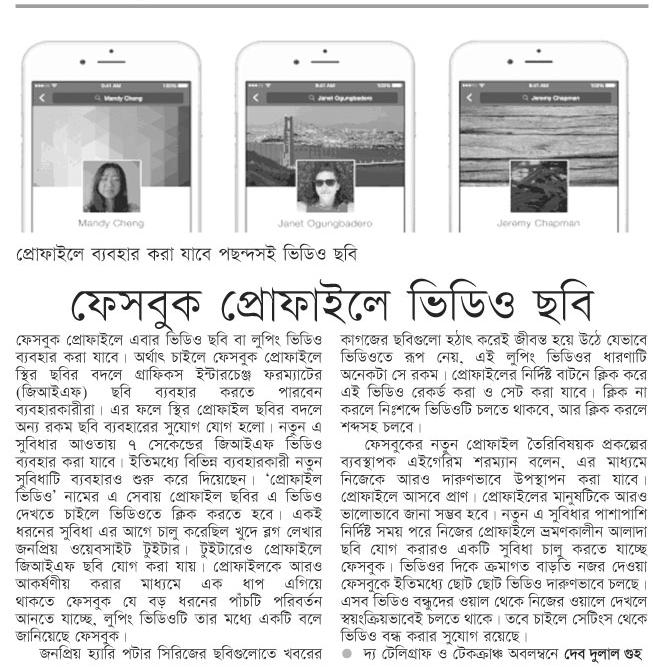 9:41 AM 100%
Mandy Cheng
Mandy Cheng
9:41 AM 100%
Janet Ogungbadero
Janet Ogungbadero
9:41 AM 100%
Jeremy Chapman
Jeremy Chapman
প্রোফাইলে ব্যবহার করা যাবে পছন্দসই ভিডিও ছবি
ফেসবুক প্রোফাইলে ভিডিও ছবি
ফেসবুক প্রোফাইলে এবার ভিডিও ছবি বা লুপিং ভিডিও
ব্যবহার করা যাবে। অর্থাৎ চাইলে ফেসবুক প্রোফাইলে
স্থির ছবির বদলে গ্রাফিকস ইন্টারচেঞ্জ ফরম্যাটের
(জিআইএফ) ছবি ব্যবহার করতে পারবেন
ব্যবহারকারীরা। এর ফলে স্থির প্রোফাইল ছবির বদলে
অন্য রকম ছবি ব্যবহারের সুযোগ যোগ হলো। নতুন এ
সুবিধার আওতায় ৭ সেকেন্ডের জিআইএফ ভিডিও
ব্যবহার করা যাবে। ইতিমধ্যে বিভিন্ন ব্যবহারকারী নতুন
সুবিধাটি ব্যবহারও শুরু করে দিয়েছেন। ‘প্রোফাইল
ভিডিও’ নামের এ সেবায় প্রোফাইল ছবির এ ভিডিও
দেখতে চাইলে ভিডিওতে ক্লিক করতে হবে। একই
ধরনের সুবিধা এর আগে চালু করেছিল খুদে ব্লগ লেখার
জনপ্রিয় ওয়েবসাইট টুইটার। টুইটারেও প্রোফাইলে
জিআইএফ ছবি যোগ করা যায়। প্রোফাইলকে আরও
আকর্ষণীয় করার মাধ্যমে এক ধাপ এগিয়ে
থাকতে ফেসবুক যে বড় ধরনের পাঁচটি পরিবর্তন
আনতে যাচ্ছে, লুপিং ভিডিওটি তার মধ্যে একটি বলে
জানিয়েছে ফেসবুক।
জনপ্রিয় হ্যারি পটার সিরিজের ছবিগুলোতে খবরের
কাগজের ছবিগুলো হঠাৎ করেই জীবন্ত হয়ে উঠে যেভাবে
ভিডিওতে রূপ নেয়, এই লুপিং ভিডিওর ধারণাটি
অনেকটা সে রকম। প্রোফাইলের নির্দিষ্ট বাটনে ক্লিক করে
এই ভিডিও রেকর্ড করা ও সেট করা যাবে। ক্লিক না
করলে নিঃশব্দে ভিডিওটি চলতে থাকবে, আর ক্লিক করলে
শব্দসহ চলবে।
ফেসবুকের নতুন প্রোফাইল তৈরিবিষয়ক প্রকল্পের
ব্যবস্থাপক এইগেরিম শরম্যান বলেন, এর মাধ্যমে
নিজেকে আরও দারুণভাবে উপস্থাপন করা যাবে।
প্রোফাইলে আসবে প্রাণ। প্রোফাইলের মানুষটিকে আরও
ভালোভাবে জানা সম্ভব হবে। নতুন এ সুবিধার পাশাপাশি
নির্দিষ্ট সময় পরে নিজের প্রোফাইলে ভ্রমণকালীন আলাদা
ছবি যোগ করারও একটি সুবিধা চালু করতে যাচ্ছে
ফেসবুক। ভিডিওর দিকে ক্রমাগত বাড়তি নজর দেওয়া
ফেসবুকে ইতিমধ্যে ছোট ছোট ভিডিও দারুণভাবে চলছে।
এসব ভিডিও বন্ধুদের ওয়াল থেকে নিজের ওয়ালে দেখলে
স্বয়ংক্রিয়ভাবেই চলতে থাকে। তবে চাইলে সেটিংস থেকে
ভিডিও বন্ধ করার সুযোগ রয়েছে।
● দ্য টেলিগ্রাফ ও টেকক্রাঞ্চ অবলম্বনে দেব দুলাল গুহ